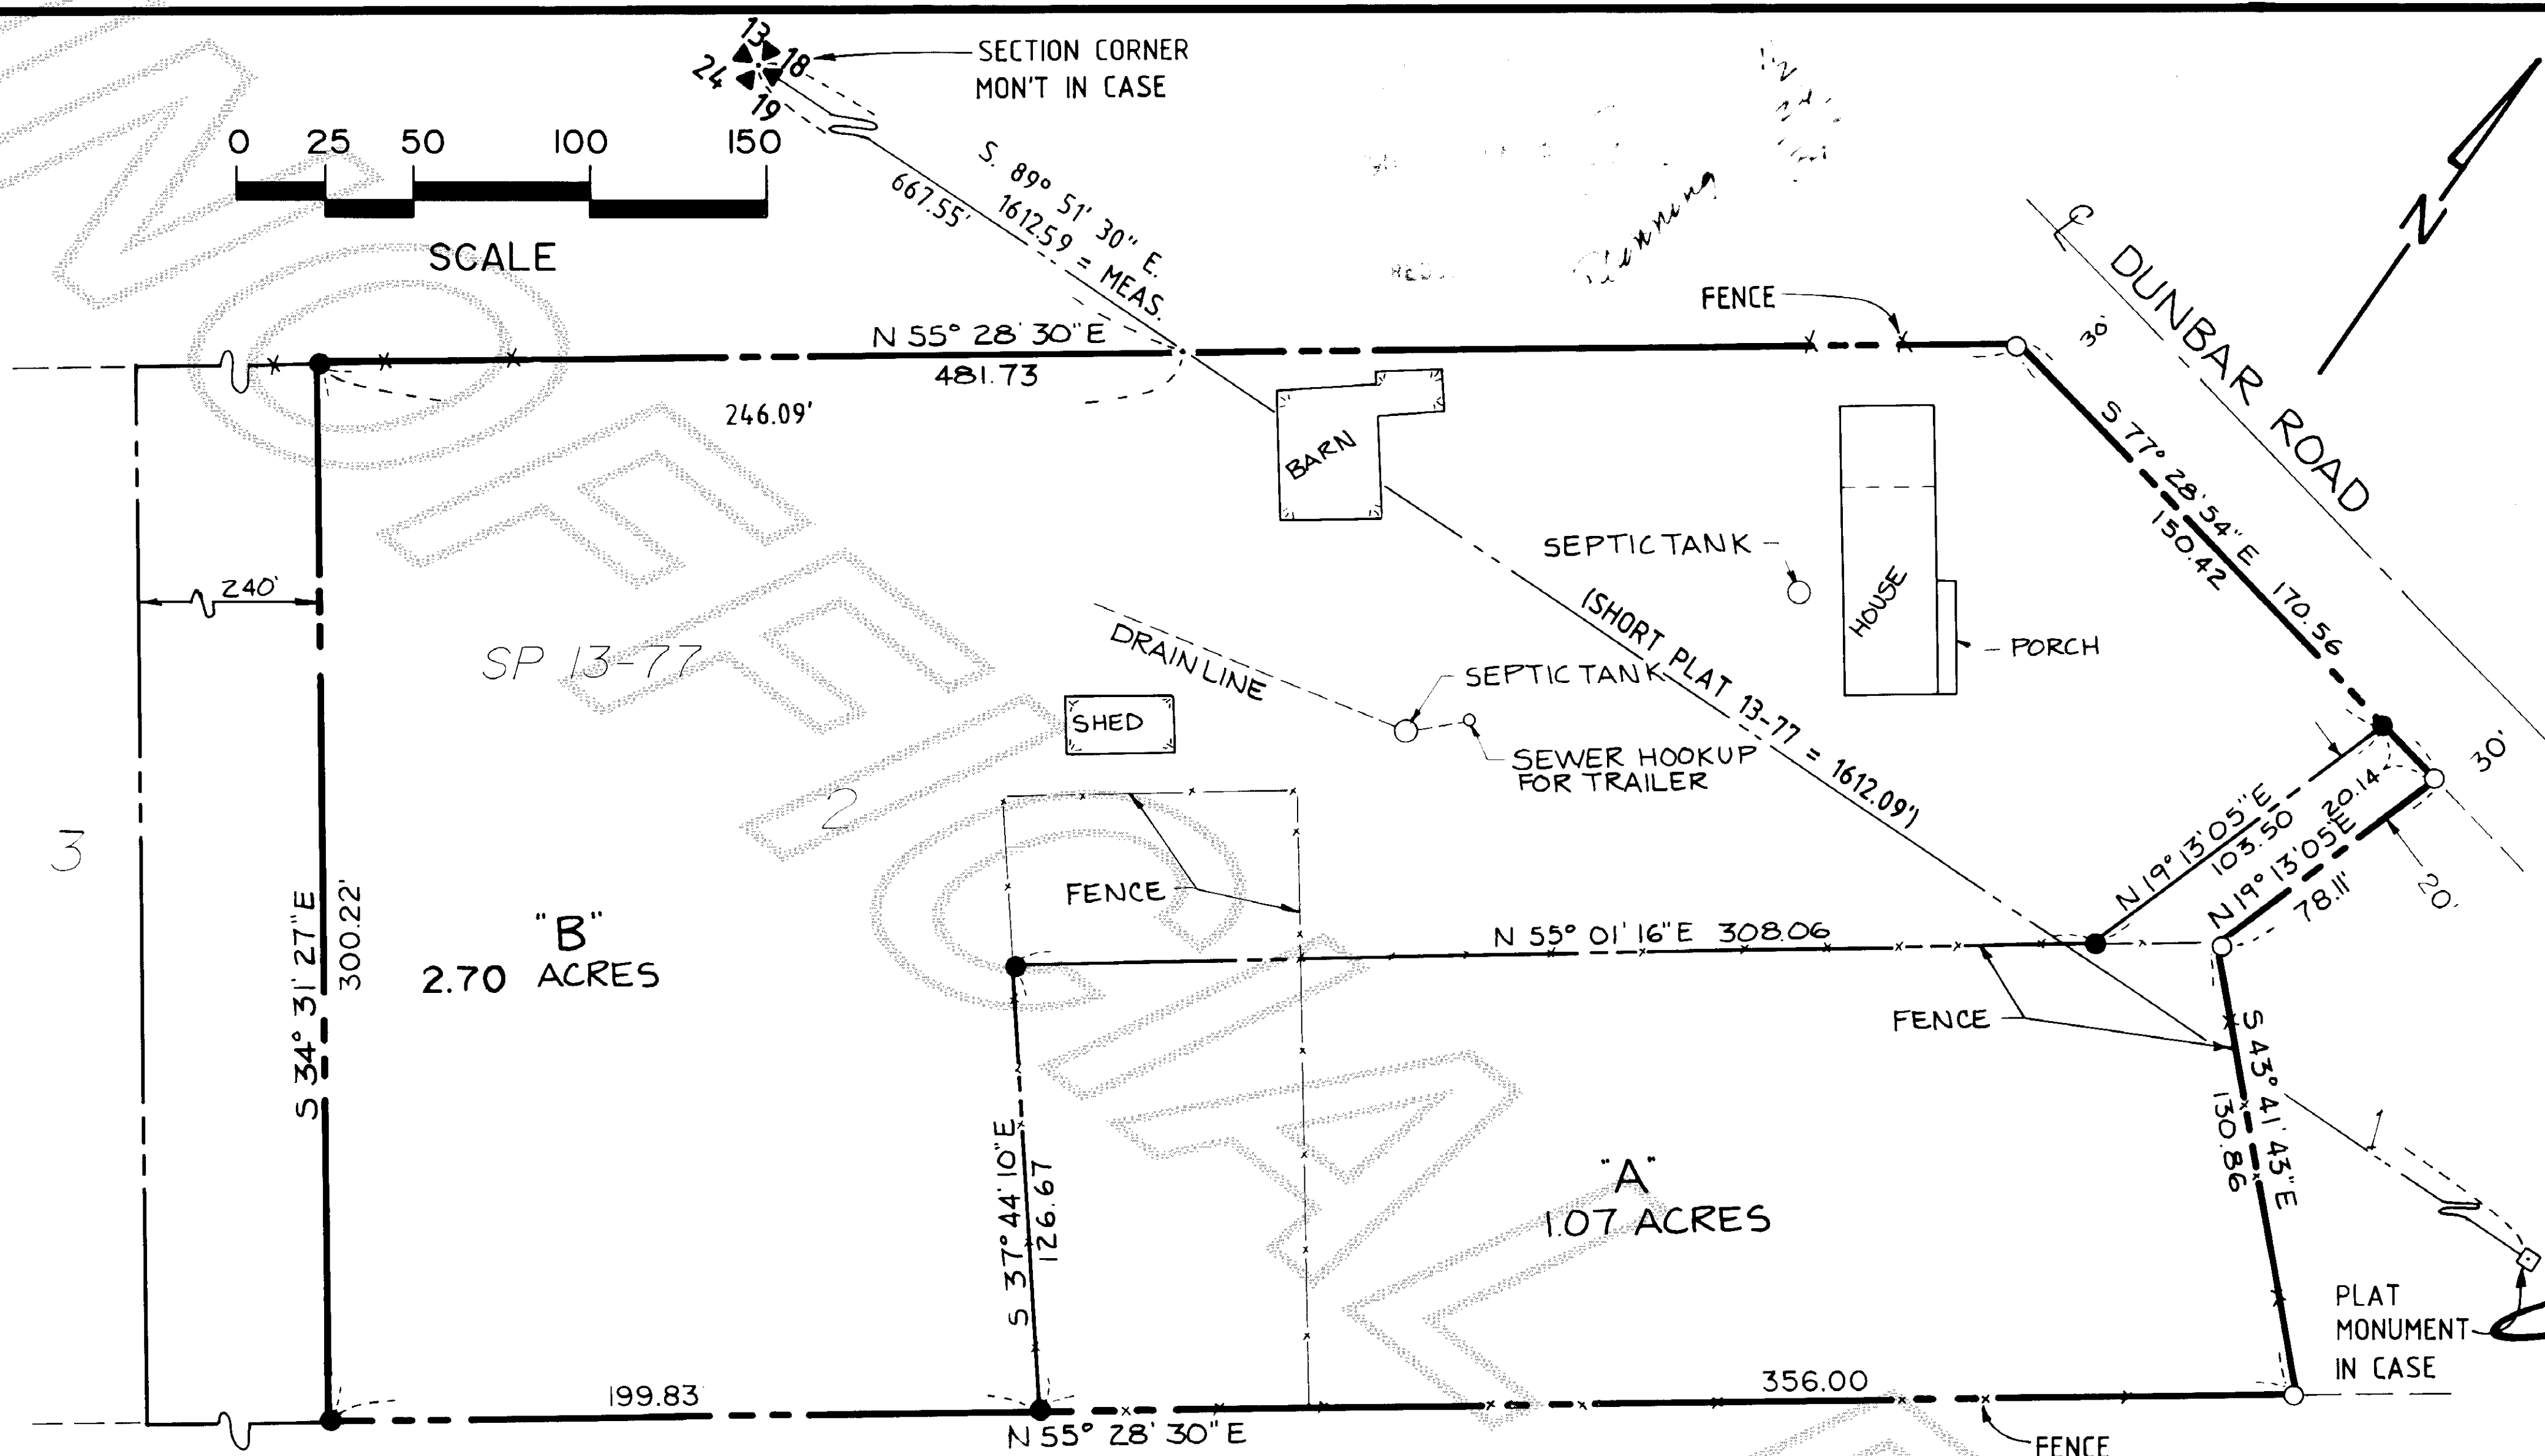 13
18
24
19
SECTION CORNER
MON'T IN CASE
0 25 50 100 150
SCALE
S. 89° 51' 30" E.
667.55'
1612.59 = MEAS.
FENCE
N
℄ DUNBAR ROAD
30'
N 55° 28' 30" E
481.73
246.09'
BARN
S 77° 28' 54" E
150.42
170.56
SEPTIC TANK
HOUSE
PORCH
240'
SP 13-77
DRAIN LINE
(SHORT PLAT 13-77 = 1612.09')
SEPTIC TANK
SHED
SEWER HOOKUP
FOR TRAILER
30'
2
3
N 19° 13' 05" E
103.50
20.14
N 19° 13' 05" E
78.11'
20'
FENCE
N 55° 01' 16" E 308.06
S 34° 31' 27" E
300.22'
"B"
2.70 ACRES
FENCE
S 43° 41' 43" E
130.86
1
S 37° 44' 10" E
126.67
"A"
1.07 ACRES
PLAT
MONUMENT
IN CASE
199.83
356.00
N 55° 28' 30" E
FENCE
UNOFFICIAL